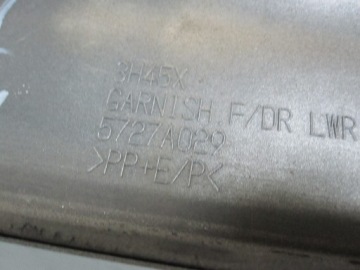 3H45X
GARNISH, F/DR LWR
5727A029
>PP+E/P<